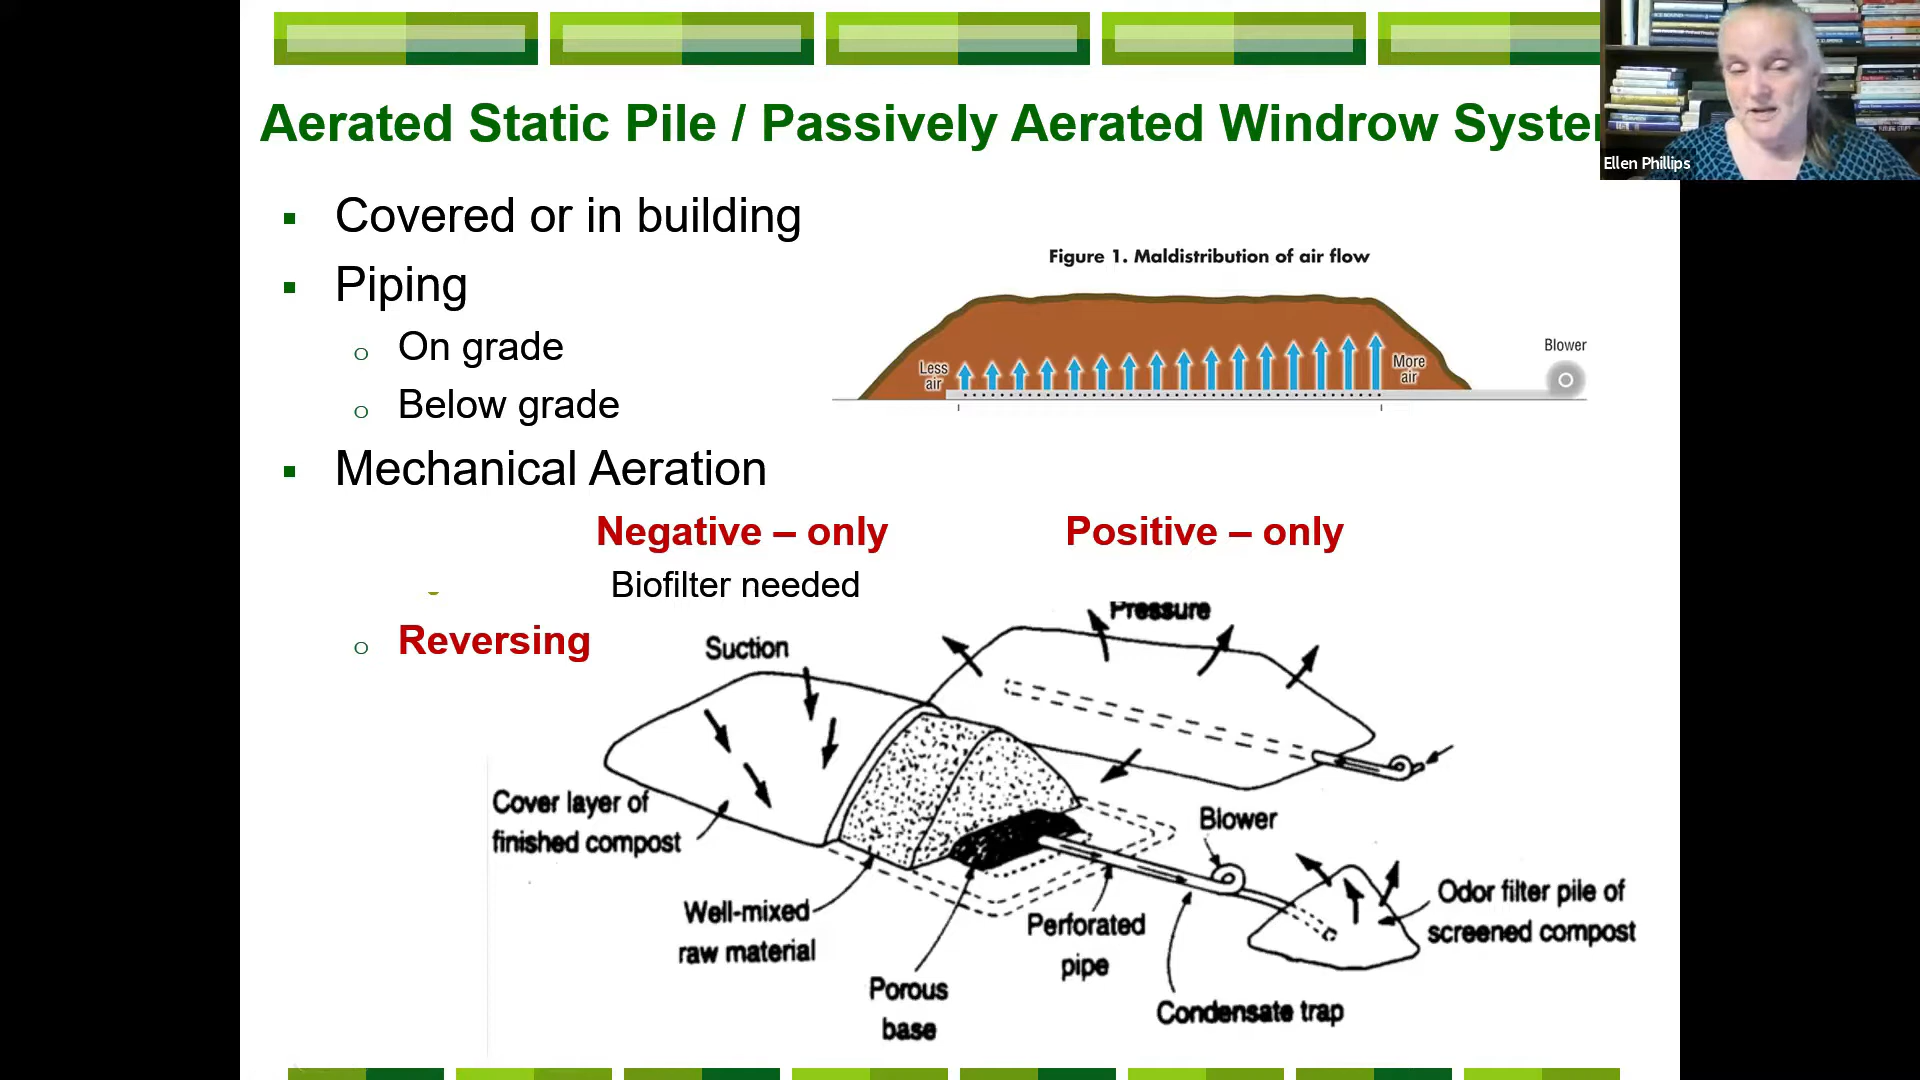 Aerated Static Pile / Passively Aerated Windrow Syste
Ellen Phillips
▪ Covered or in building
▪ Piping
o On grade
o Below grade
▪ Mechanical Aeration
Negative – only
Positive – only
Biofilter needed
o Reversing
Figure 1. Maldistribution of air flow
Less
air
More
air
Blower
Pressure
Suction
Cover layer of
finished compost
Blower
Well-mixed
raw material
Perforated
pipe
Odor filter pile of
screened compost
Porous
base
Condensate trap